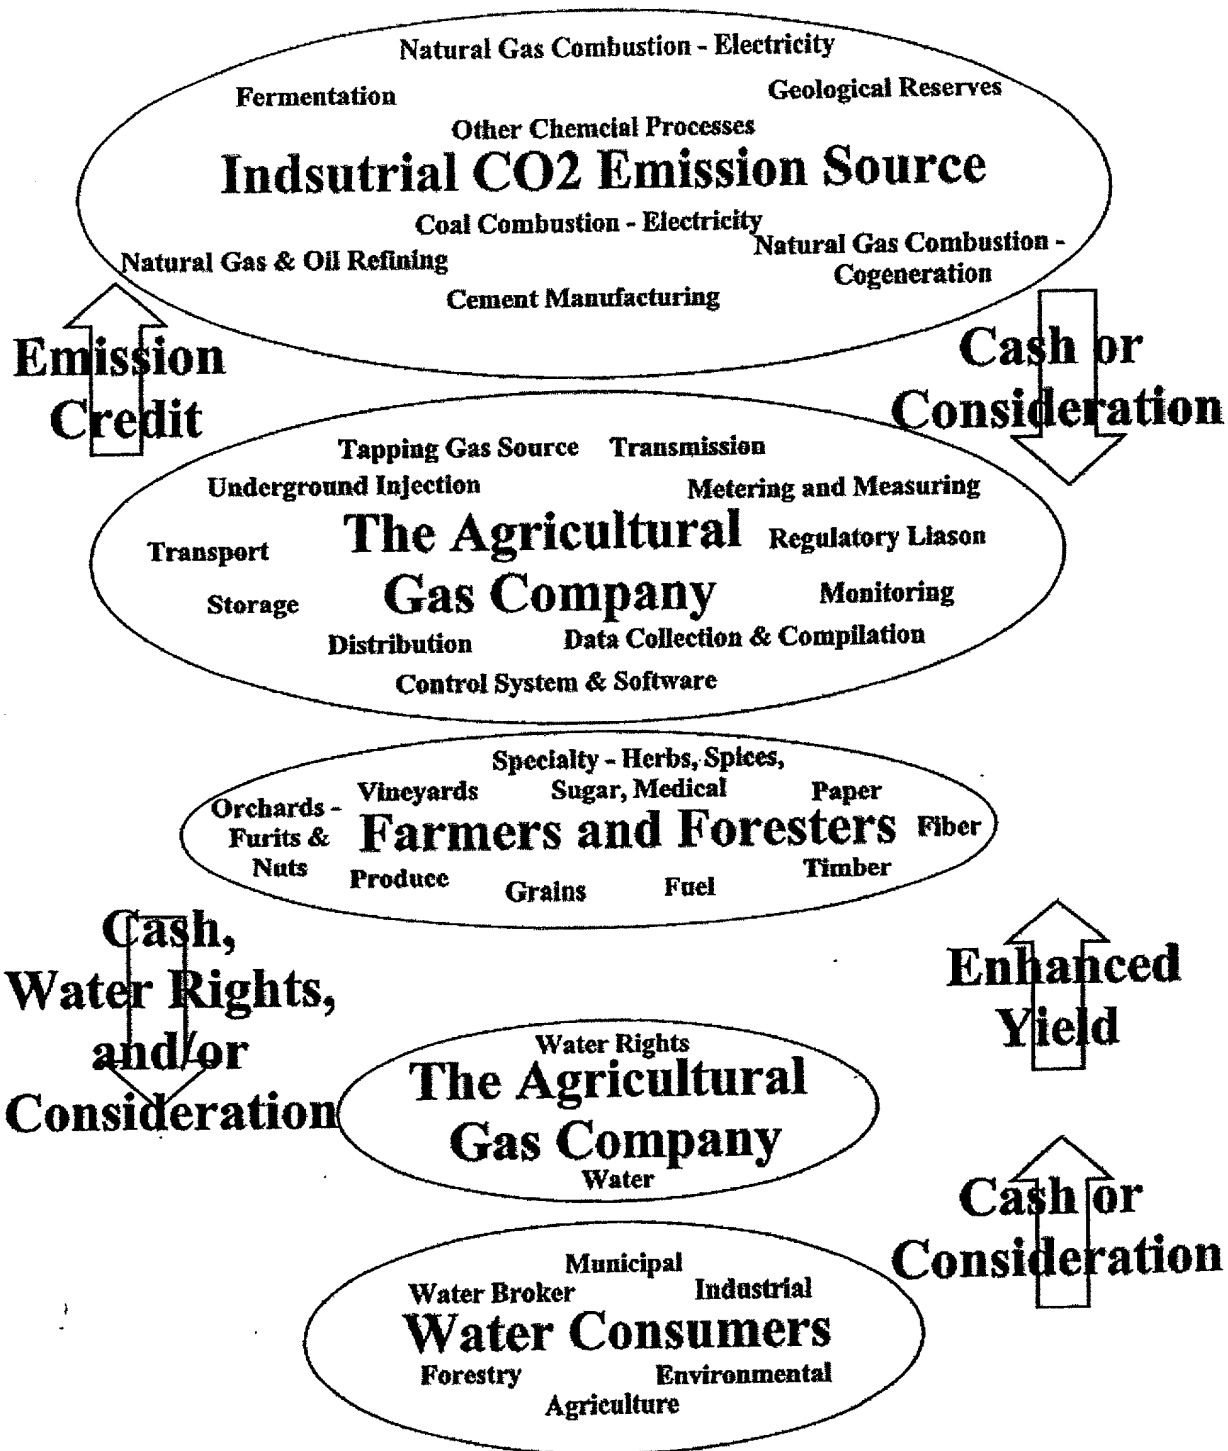 Natural Gas Combustion - Electricity
Fermentation
Geological Reserves
Other Chemcial Processes
Indsutrial CO2 Emission Source
Coal Combustion - Electricity
Natural Gas & Oil Refining
Natural Gas Combustion -
Cogeneration
Cement Manufacturing
Emission
Credit
Cash or
Consideration
Tapping Gas Source
Transmission
Underground Injection
Metering and Measuring
The Agricultural
Gas Company
Transport
Regulatory Liason
Storage
Monitoring
Distribution
Data Collection & Compilation
Control System & Software
Specialty - Herbs, Spices,
Sugar, Medical
Vineyards
Paper
Orchards -
Furits &
Nuts
Farmers and Foresters
Fiber
Produce
Grains
Fuel
Timber
Cash,
Water Rights,
and/or
Consideration
Enhanced
Yield
Water Rights
The Agricultural
Gas Company
Water
Cash or
Consideration
Municipal
Water Broker
Industrial
Water Consumers
Forestry
Environmental
Agriculture